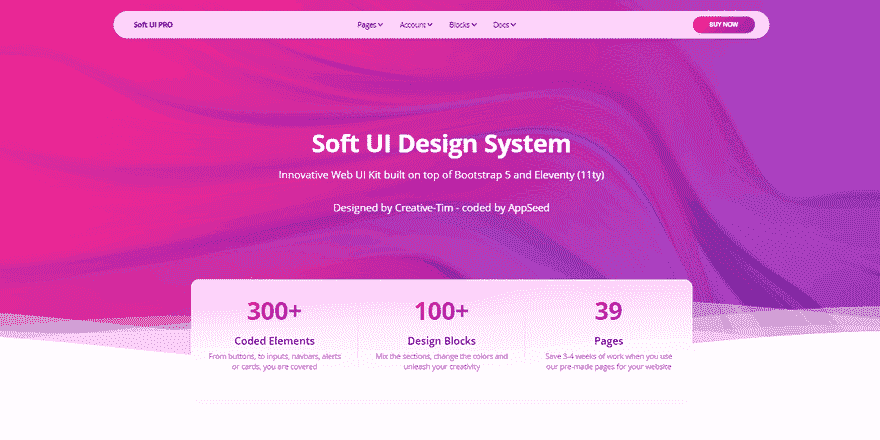 Soft UI PRO Pages Account Blocks Docs BUY NOW
Soft UI Design System
Innovative Web UI Kit built on top of Bootstrap 5 and Eleventy (11ty)
Designed by Creative-Tim - coded by AppSeed
300+ 100+ 39
Coded Elements Design Blocks Pages
From buttons, to inputs, navbars, alerts Mix the sections, change the colors and Save 3-4 weeks of work when you use
or cards, you are covered unleash your creativity our pre-made pages for your website